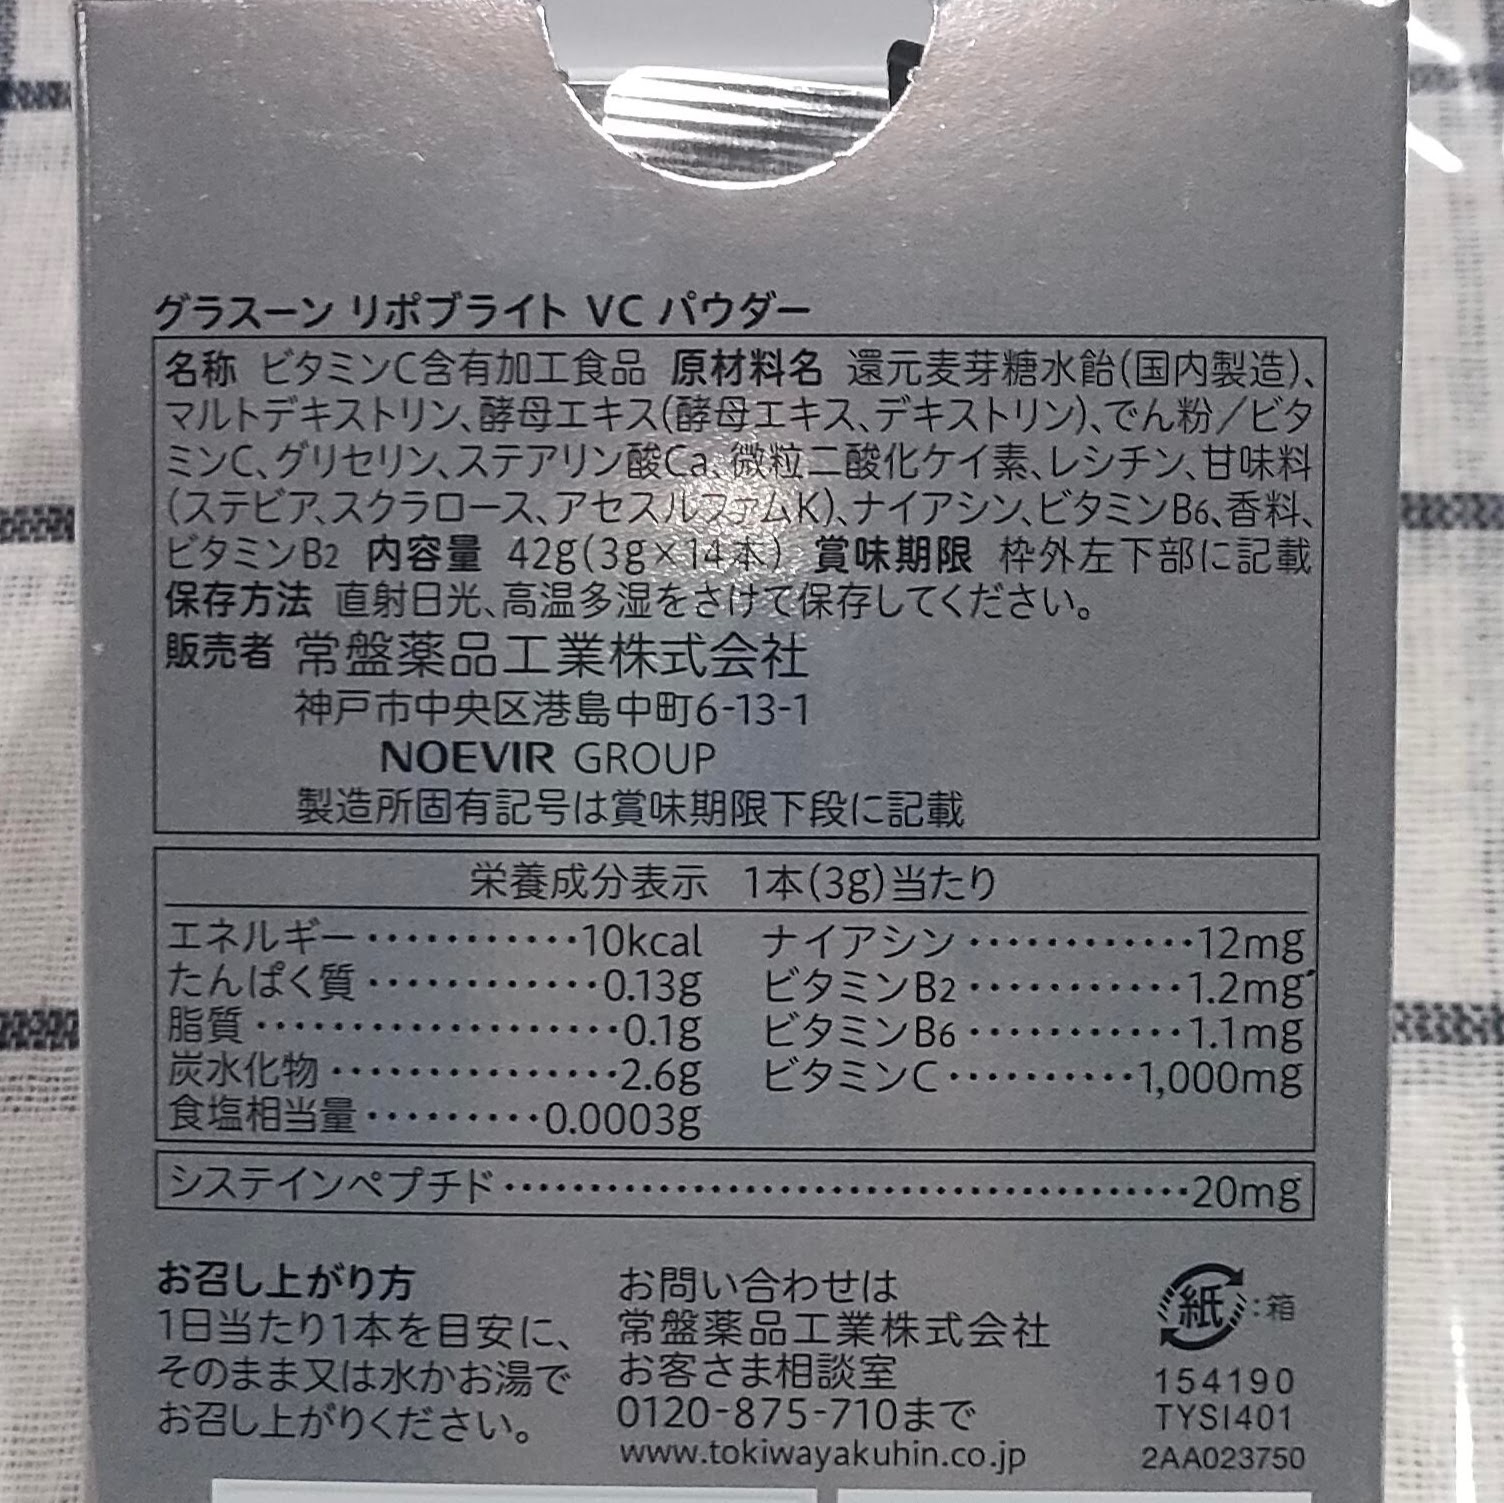 グラスーン リポブライト VC パウダー
名称 ビタミンC含有加工食品 原材料名 還元麦芽糖水飴(国内製造)、
マルトデキストリン、酵母エキス(酵母エキス、デキストリン)、でん粉/ビタ
ミンC、グリセリン、ステアリン酸Ca、微粒二酸化ケイ素、レシチン、甘味料
(ステビア、スクラロース、アセスルファムK)、ナイアシン、ビタミンB6、香料、
ビタミンB2 内容量 42g(3g×14本) 賞味期限 枠外左下部に記載
保存方法 直射日光、高温多湿をさけて保存してください。
販売者 常盤薬品工業株式会社
神戸市中央区港島中町6-13-1
NOEVIR GROUP
製造所固有記号は賞味期限下段に記載
栄養成分表示 1本(3g)当たり
エネルギー・・・・・・・・・・・10kcal
たんぱく質・・・・・・・・・・・・0.13g
脂質・・・・・・・・・・・・・・・・・0.1g
炭水化物・・・・・・・・・・・・・・2.6g
食塩相当量・・・・・・・・・0.0003g
ナイアシン・・・・・・・・・・・・12mg
ビタミンB2・・・・・・・・・・・1.2mg
ビタミンB6・・・・・・・・・・・1.1mg
ビタミンC・・・・・・・・・・1,000mg
システインペプチド・・・・・・・・・・・・・・・・・・・・・・・・・・・・・・・・・・20mg
お召し上がり方
1日当たり1本を目安に、
そのまま又は水かお湯で
お召し上がりください。
お問い合わせは
常盤薬品工業株式会社
お客さま相談室
0120-875-710まで
www.tokiwayakuhin.co.jp
紙:箱
154190
TYSI401
2AA023750